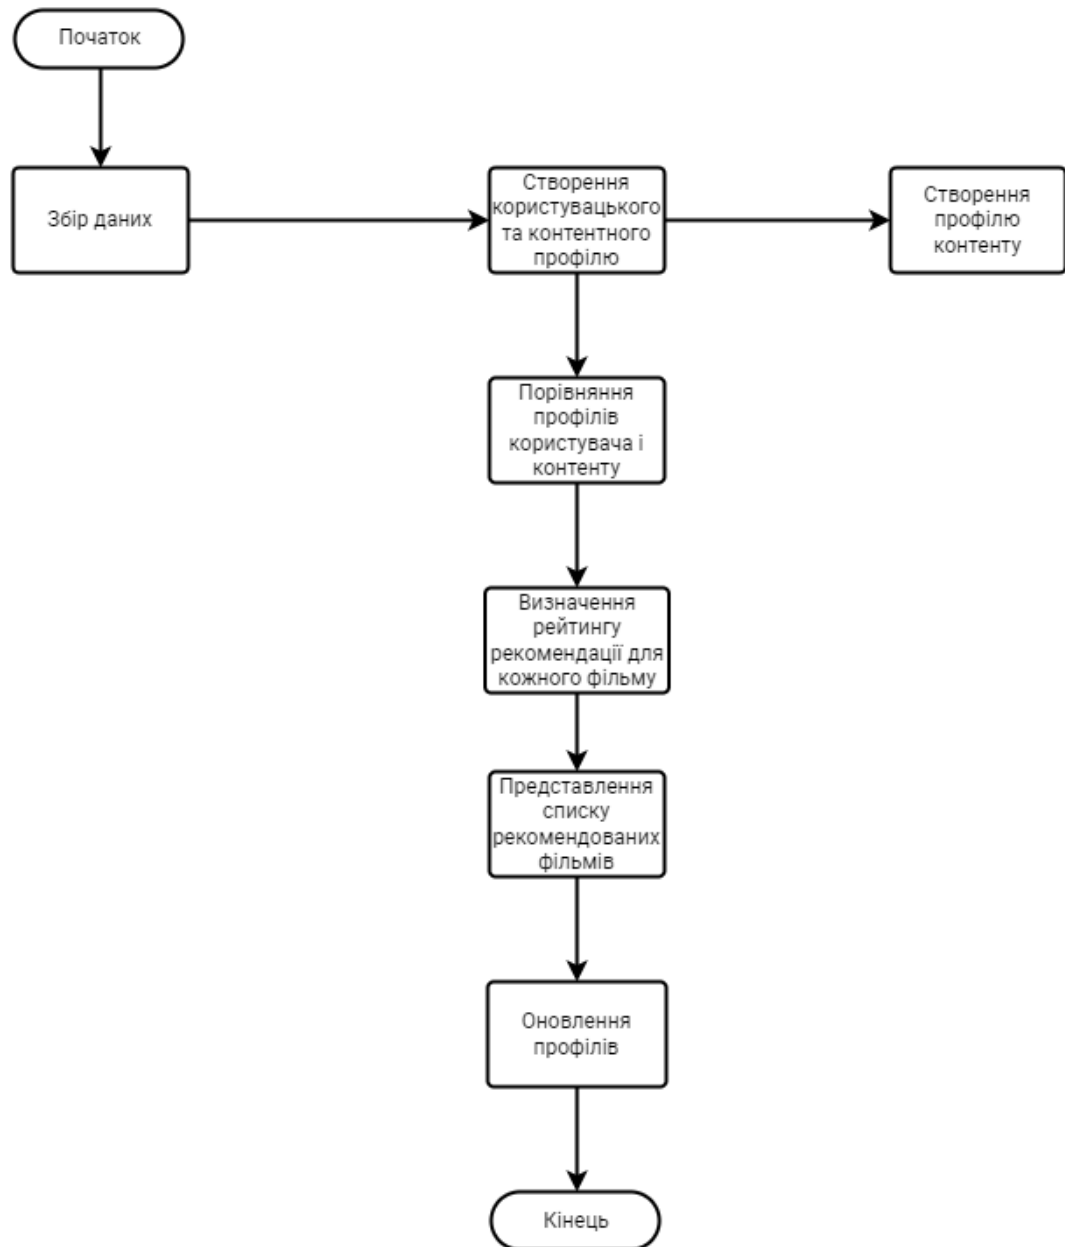 Початок
Збір даних
Створення
користувацького
та контентного
профілю
Створення
профілю
контенту
Порівняння
профілів
користувача і
контенту
Визначення
рейтингу
рекомендації для
кожного фільму
Представлення
списку
рекомендованих
фільмів
Оновлення
профілів
Кінець